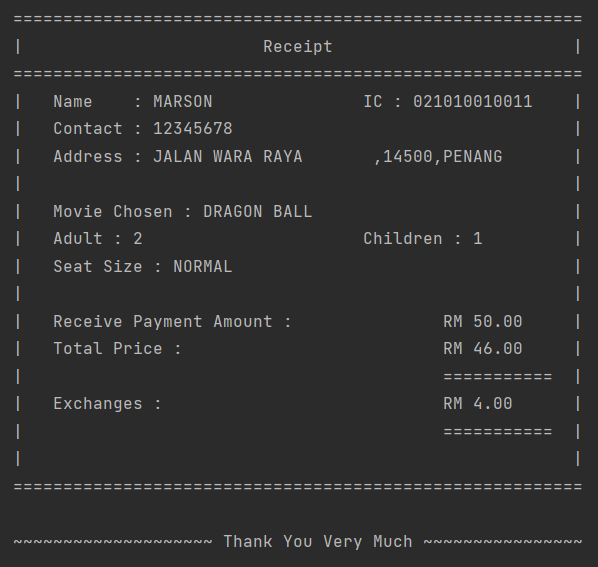 =========================================================
|                        Receipt                        |
=========================================================
|   Name    : MARSON               IC : 021010010011    |
|   Contact : 12345678                                  |
|   Address : JALAN WARA RAYA       ,14500,PENANG       |
|                                                       |
|   Movie Chosen : DRAGON BALL                          |
|   Adult : 2                      Children : 1         |
|   Seat Size : NORMAL                                  |
|                                                       |
|   Receive Payment Amount :               RM 50.00     |
|   Total Price :                          RM 46.00     |
|                                          ===========  |
|   Exchanges :                            RM 4.00      |
|                                          ===========  |
|                                                       |
=========================================================
~~~~~~~~~~~~~~~~~~~~ Thank You Very Much ~~~~~~~~~~~~~~~~